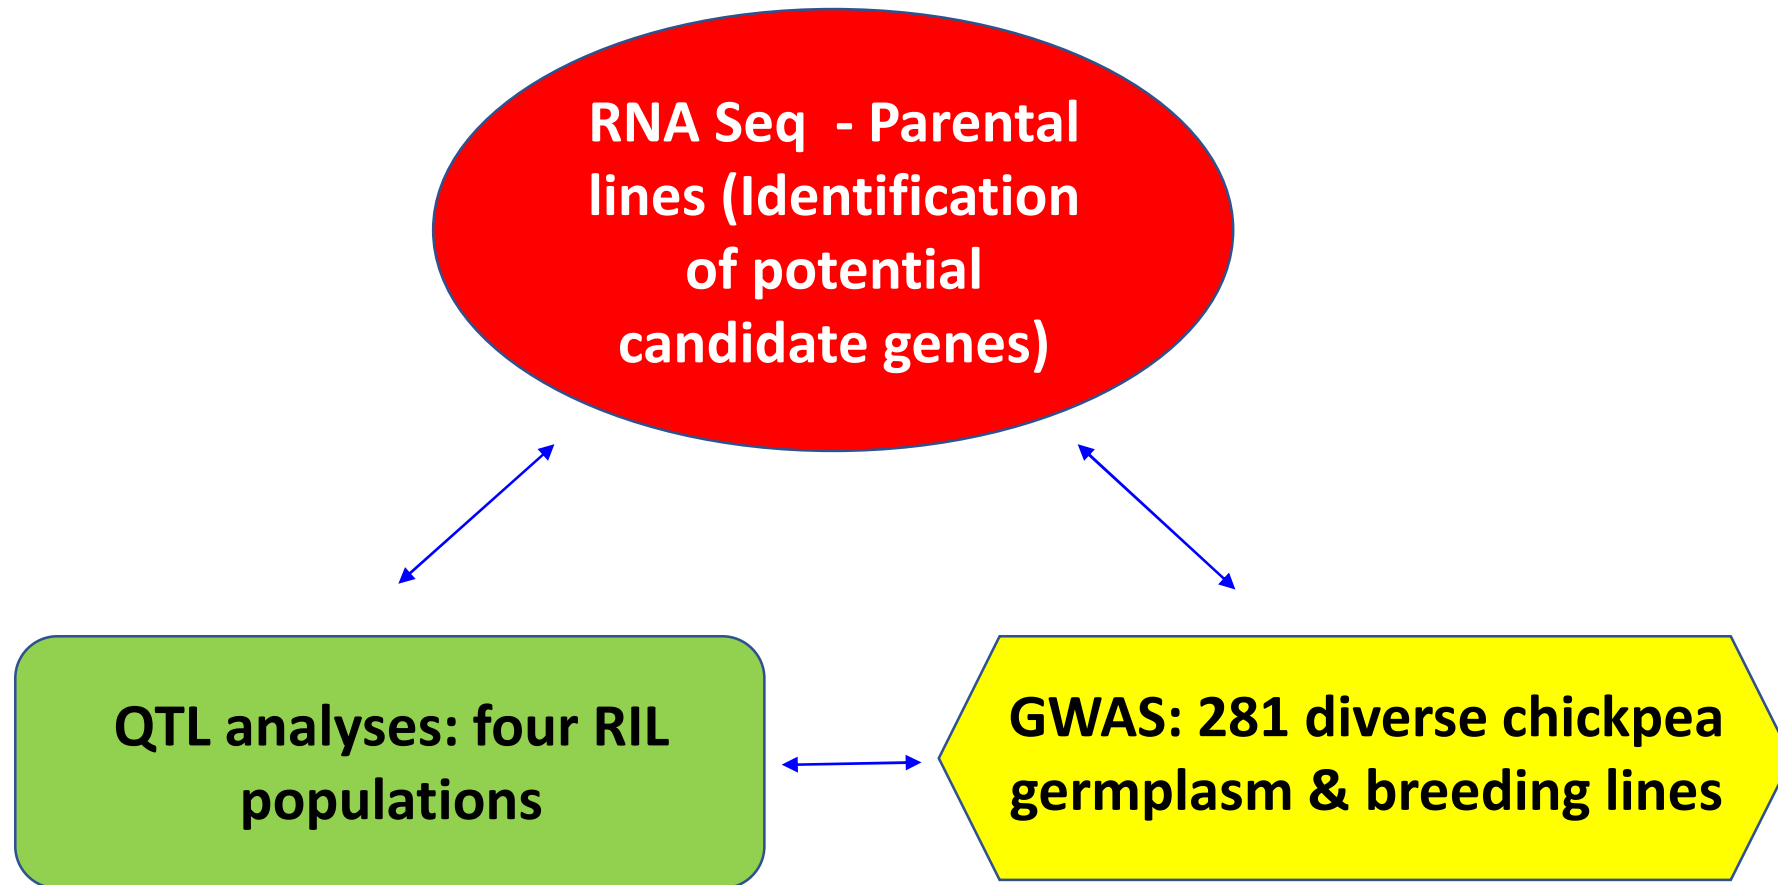 RNA Seq  - Parental
lines (Identification
of potential
candidate genes)
QTL analyses: four RIL
populations
GWAS: 281 diverse chickpea
germplasm & breeding lines